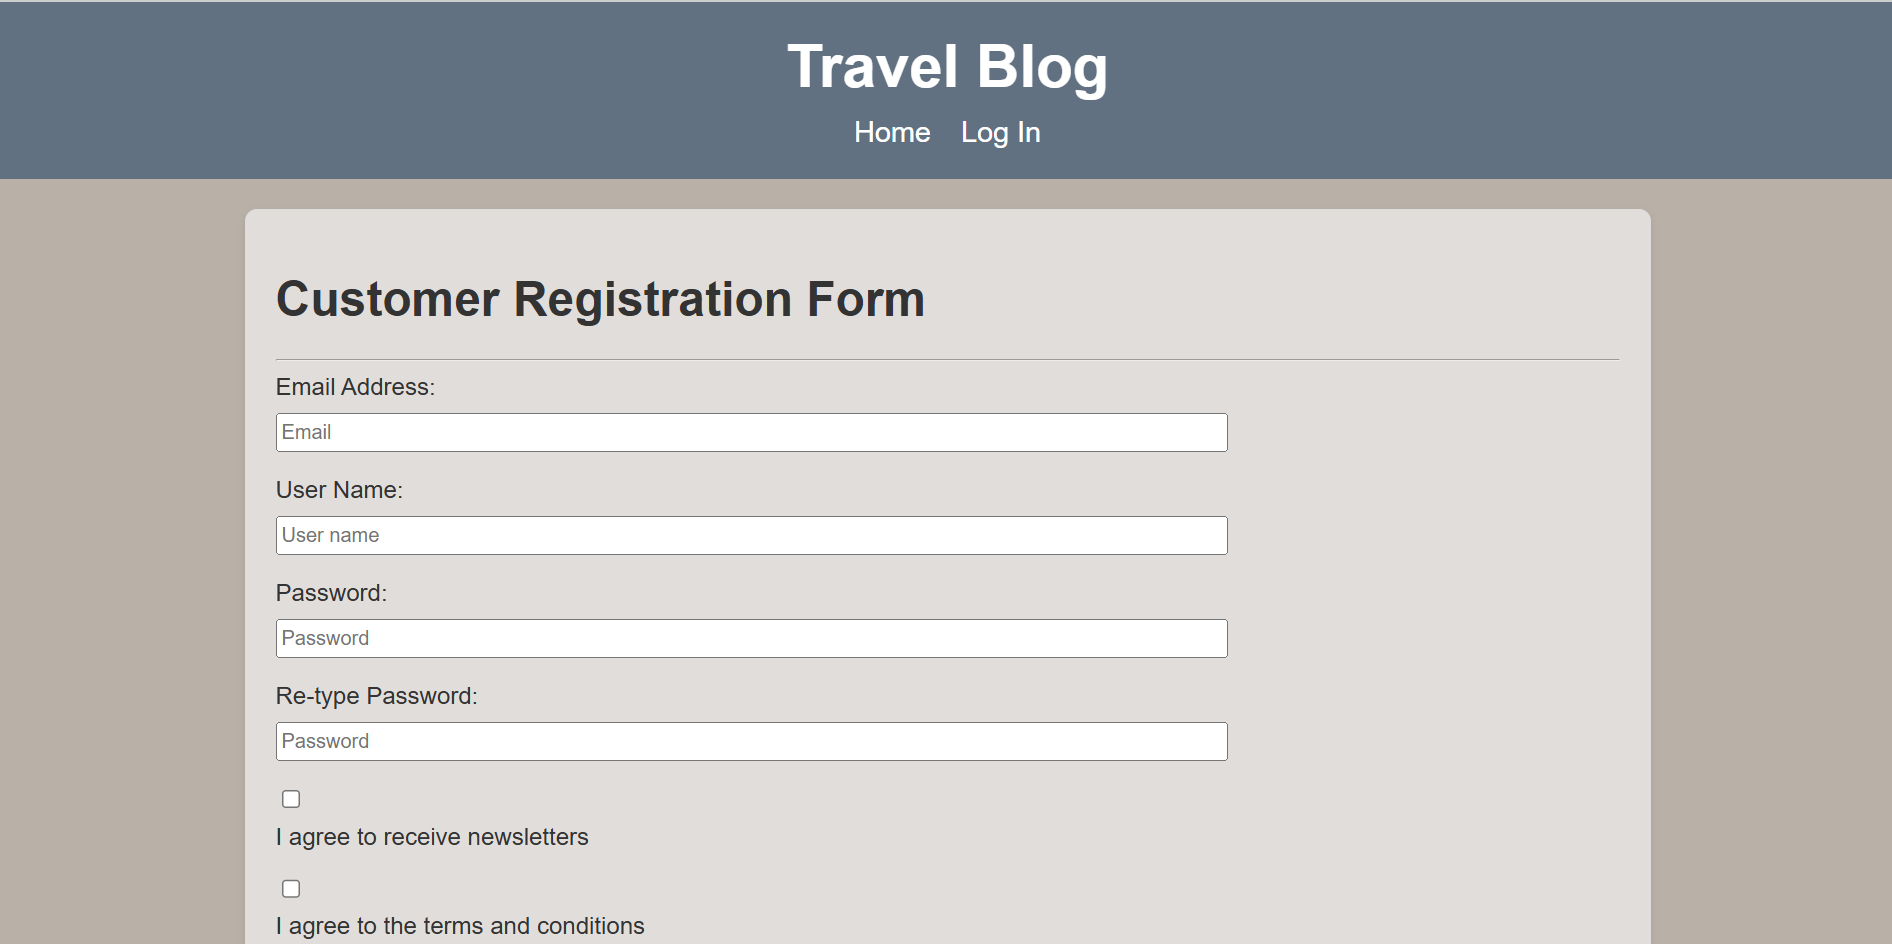 Travel Blog
Home Log In
Customer Registration Form
Email Address:
Email
User Name:
User name
Password:
Password
Re-type Password:
Password
I agree to receive newsletters
I agree to the terms and conditions